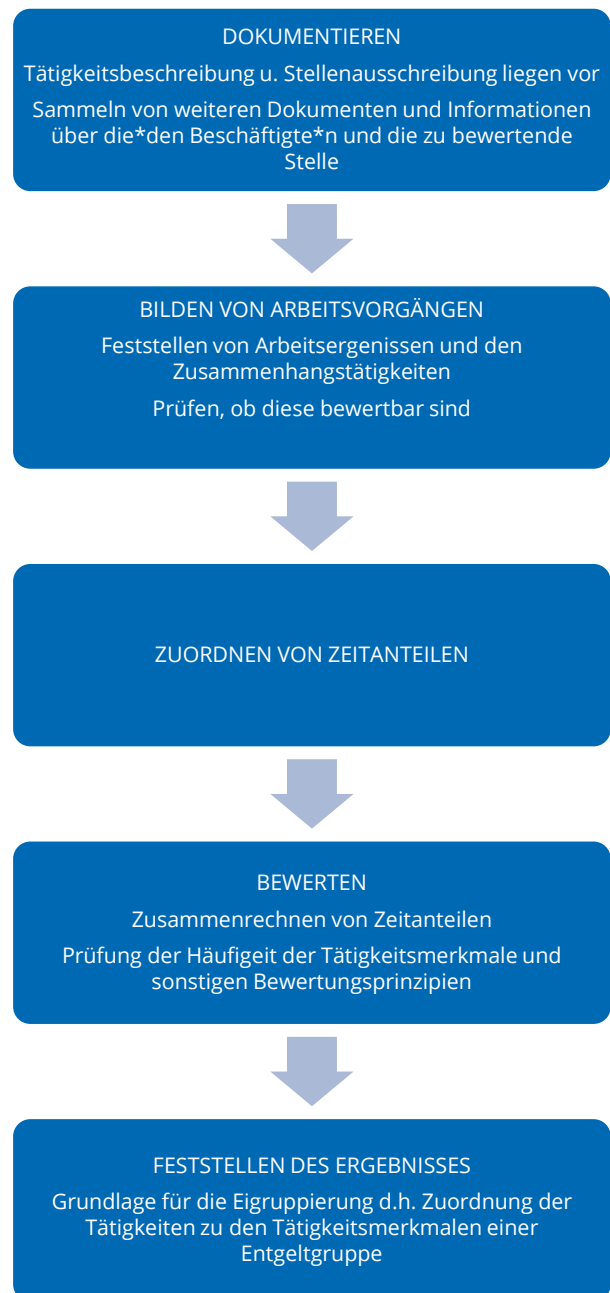 DOKUMENTIEREN
Tätigkeitsbeschreibung u. Stellenausschreibung liegen vor
Sammeln von weiteren Dokumenten und Informationen
über die*den Beschäftigte*n und die zu bewertende
Stelle
BILDEN VON ARBEITSVORGÄNGEN
Feststellen von Arbeitsergenissen und den
Zusammenhangstätigkeiten
Prüfen, ob diese bewertbar sind
ZUORDNEN VON ZEITANTEILEN
BEWERTEN
Zusammenrechnen von Zeitanteilen
Prüfung der Häufigeit der Tätigkeitsmerkmale und
sonstigen Bewertungsprinzipien
FESTSTELLEN DES ERGEBNISSES
Grundlage für die Eigruppierung d.h. Zuordnung der
Tätigkeiten zu den Tätigkeitsmerkmalen einer
Entgeltgruppe